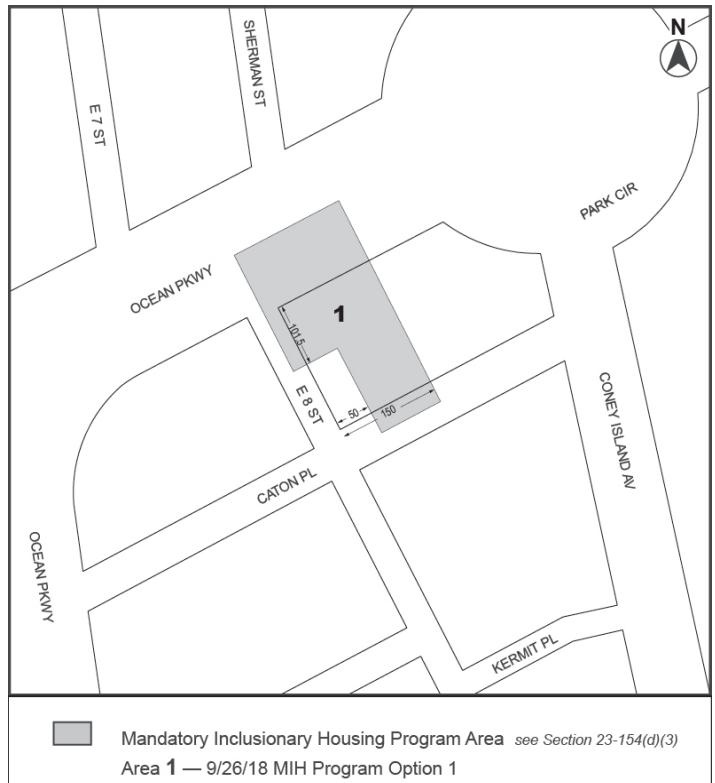 N
SHERMAN ST
E 7 ST
PARK CIR
OCEAN PKWY
1
101.5
E 8 ST
50
150
CONEY ISLAND AV
CATON PL
OCEAN PKWY
KERMIT PL
Mandatory Inclusionary Housing Program Area see Section 23-154(d)(3)
Area 1 — 9/26/18 MIH Program Option 1